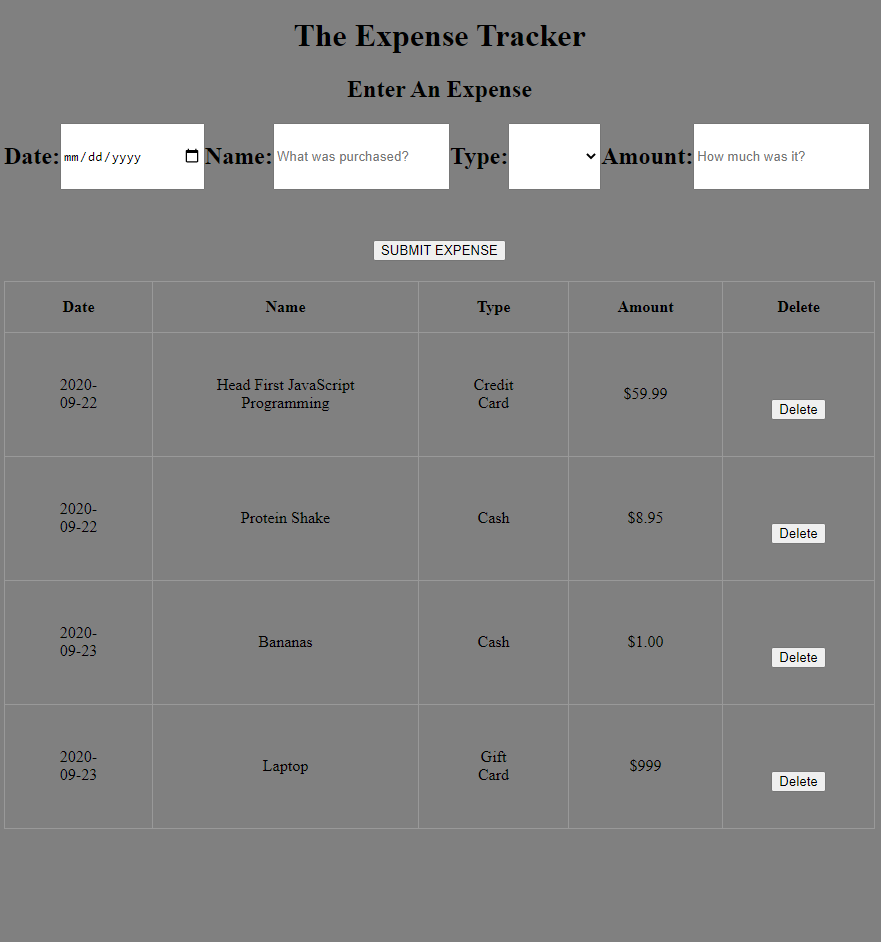 The Expense Tracker
Enter An Expense
Date: mm/dd/yyyy Name: What was purchased? Type: Amount: How much was it?
SUBMIT EXPENSE
Date Name Type Amount Delete
2020-
09-22
Head First JavaScript
Programming
Credit
Card
$59.99
Delete
2020-
09-22
Protein Shake
Cash
$8.95
Delete
2020-
09-23
Bananas
Cash
$1.00
Delete
2020-
09-23
Laptop
Gift
Card
$999
Delete